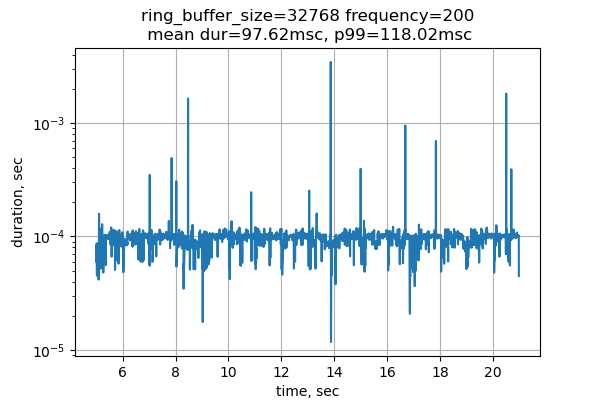 ring_buffer_size=32768 frequency=200
mean dur=97.62msc, p99=118.02msc
duration, sec
10⁻³
10⁻⁴
10⁻⁵
6 8 10 12 14 16 18 20
time, sec